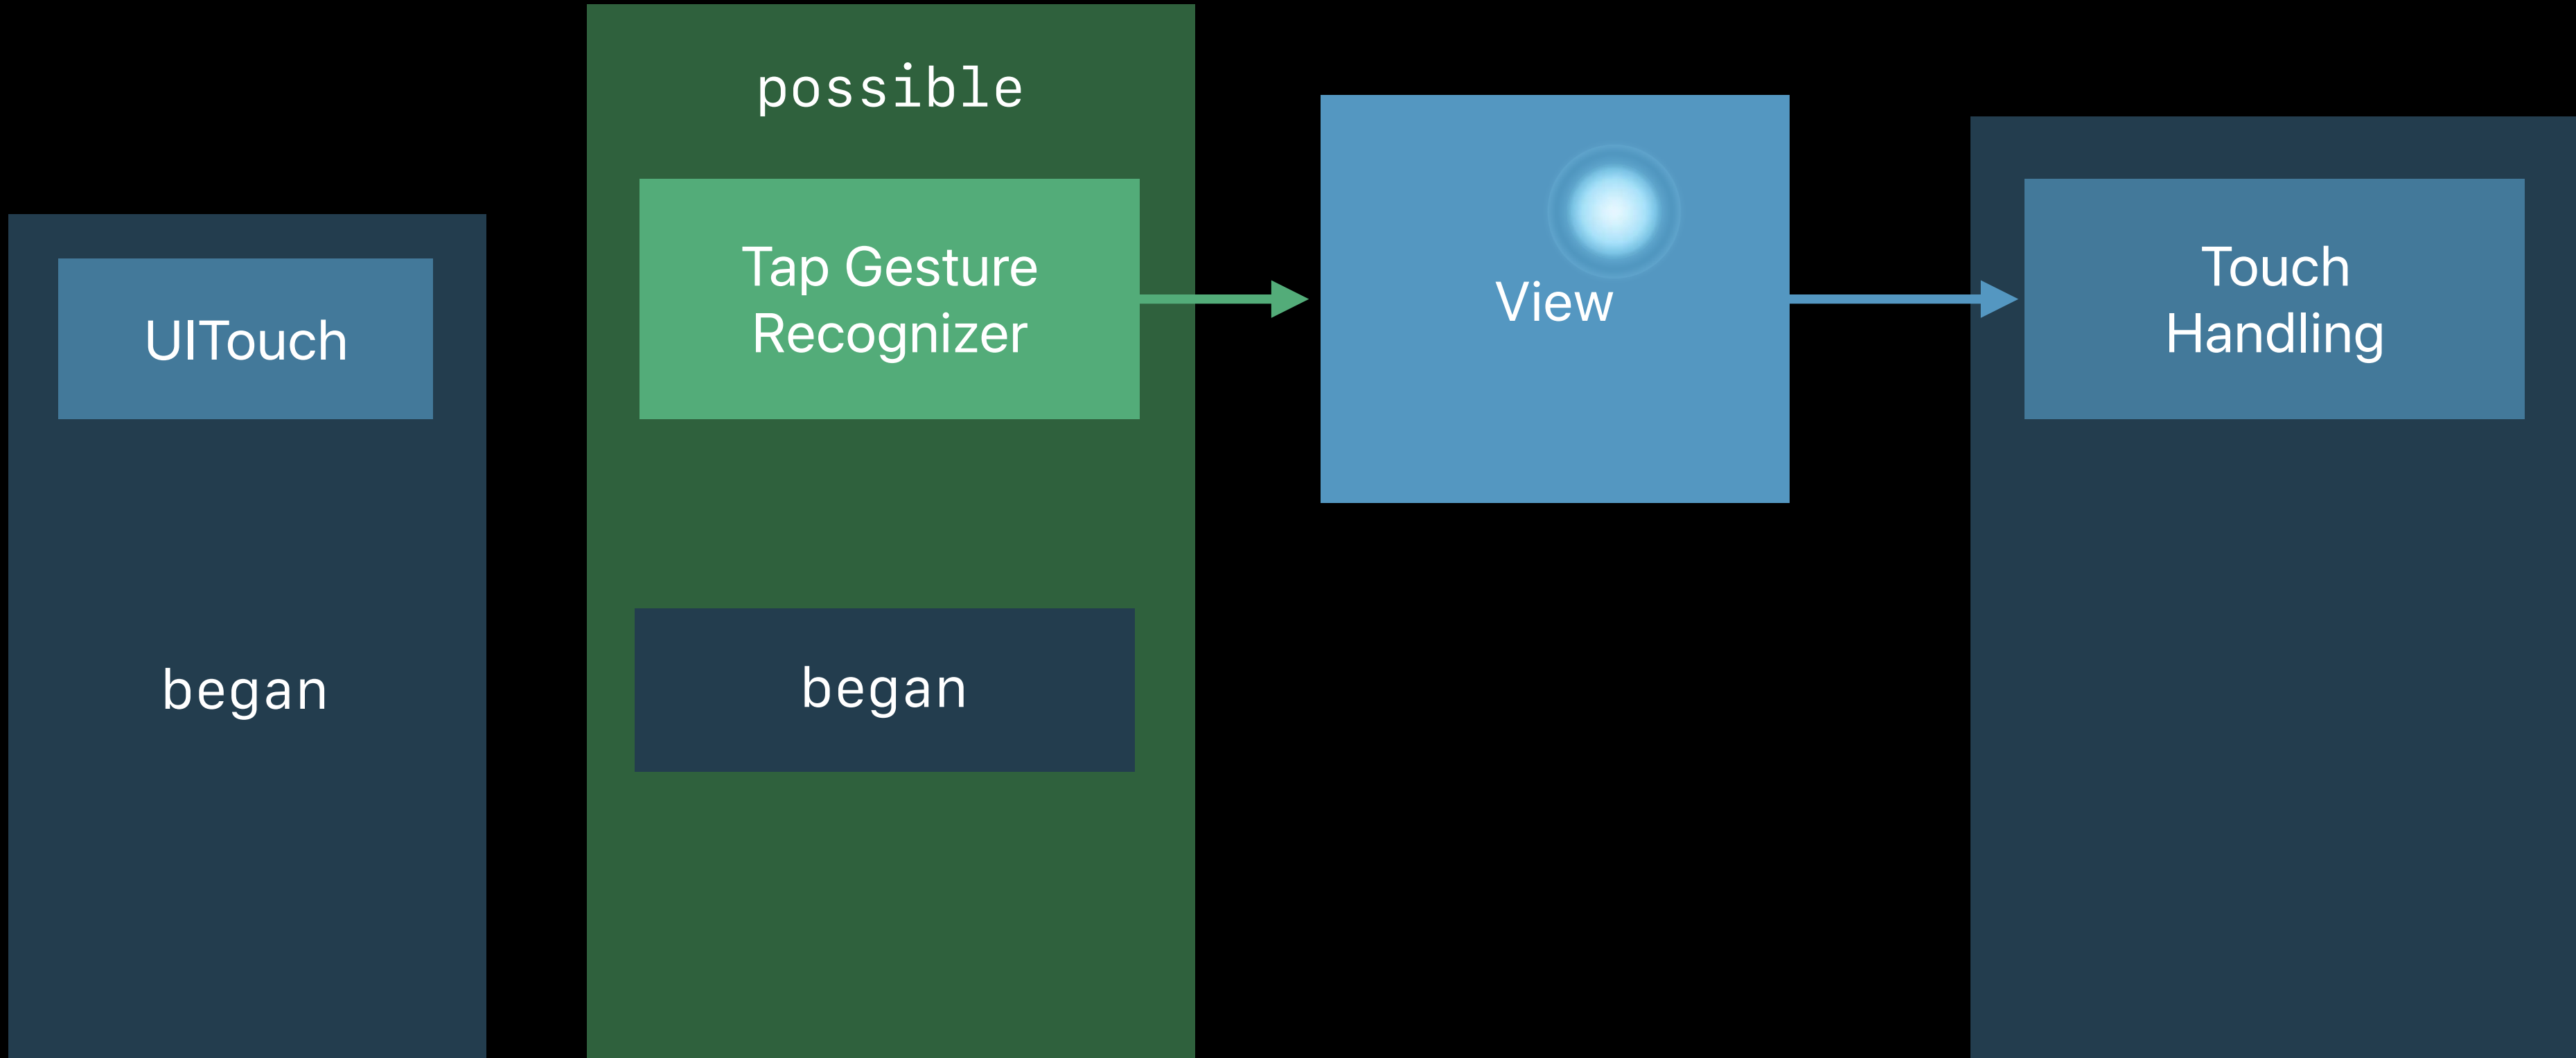 possible
UITouch
Tap Gesture
Recognizer
View
Touch
Handling
began
began